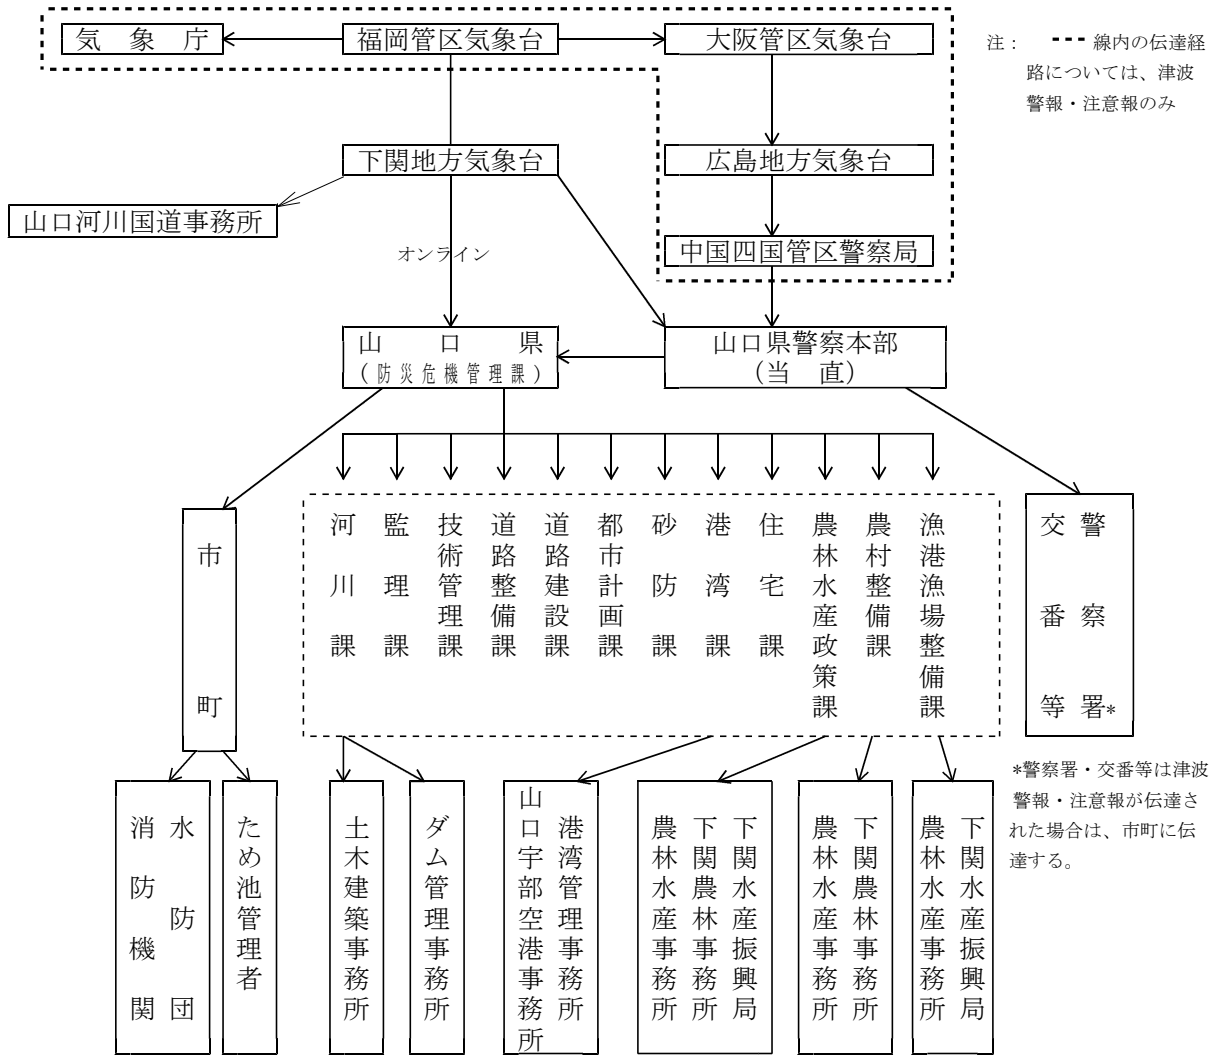 気　象　庁
福岡管区気象台
大阪管区気象台
注：　---　線内の伝達経
路については、津波
警報・注意報のみ
下関地方気象台
広島地方気象台
山口河川国道事務所
中国四国管区警察局
オンライン
山　口　県
（防災危機管理課）
山口県警察本部
（当　直）
市　町
河川課
監理課
技術管理課
道路整備課
道路建設課
都市計画課
砂防課
港湾課
住宅課
農林水産政策課
農村整備課
漁港漁場整備課
警察署*
交番等
*警察署・交番等は津波
警報・注意報が伝達さ
れた場合は、市町に伝
達する。
水防団
消防機関
ため池管理者
土木建築事務所
ダム管理事務所
港湾管理事務所
山口宇部空港事務所
下関水産振興局
下関農林事務所
農林水産事務所
下関農林事務所
農林水産事務所
下関水産振興局
農林水産事務所